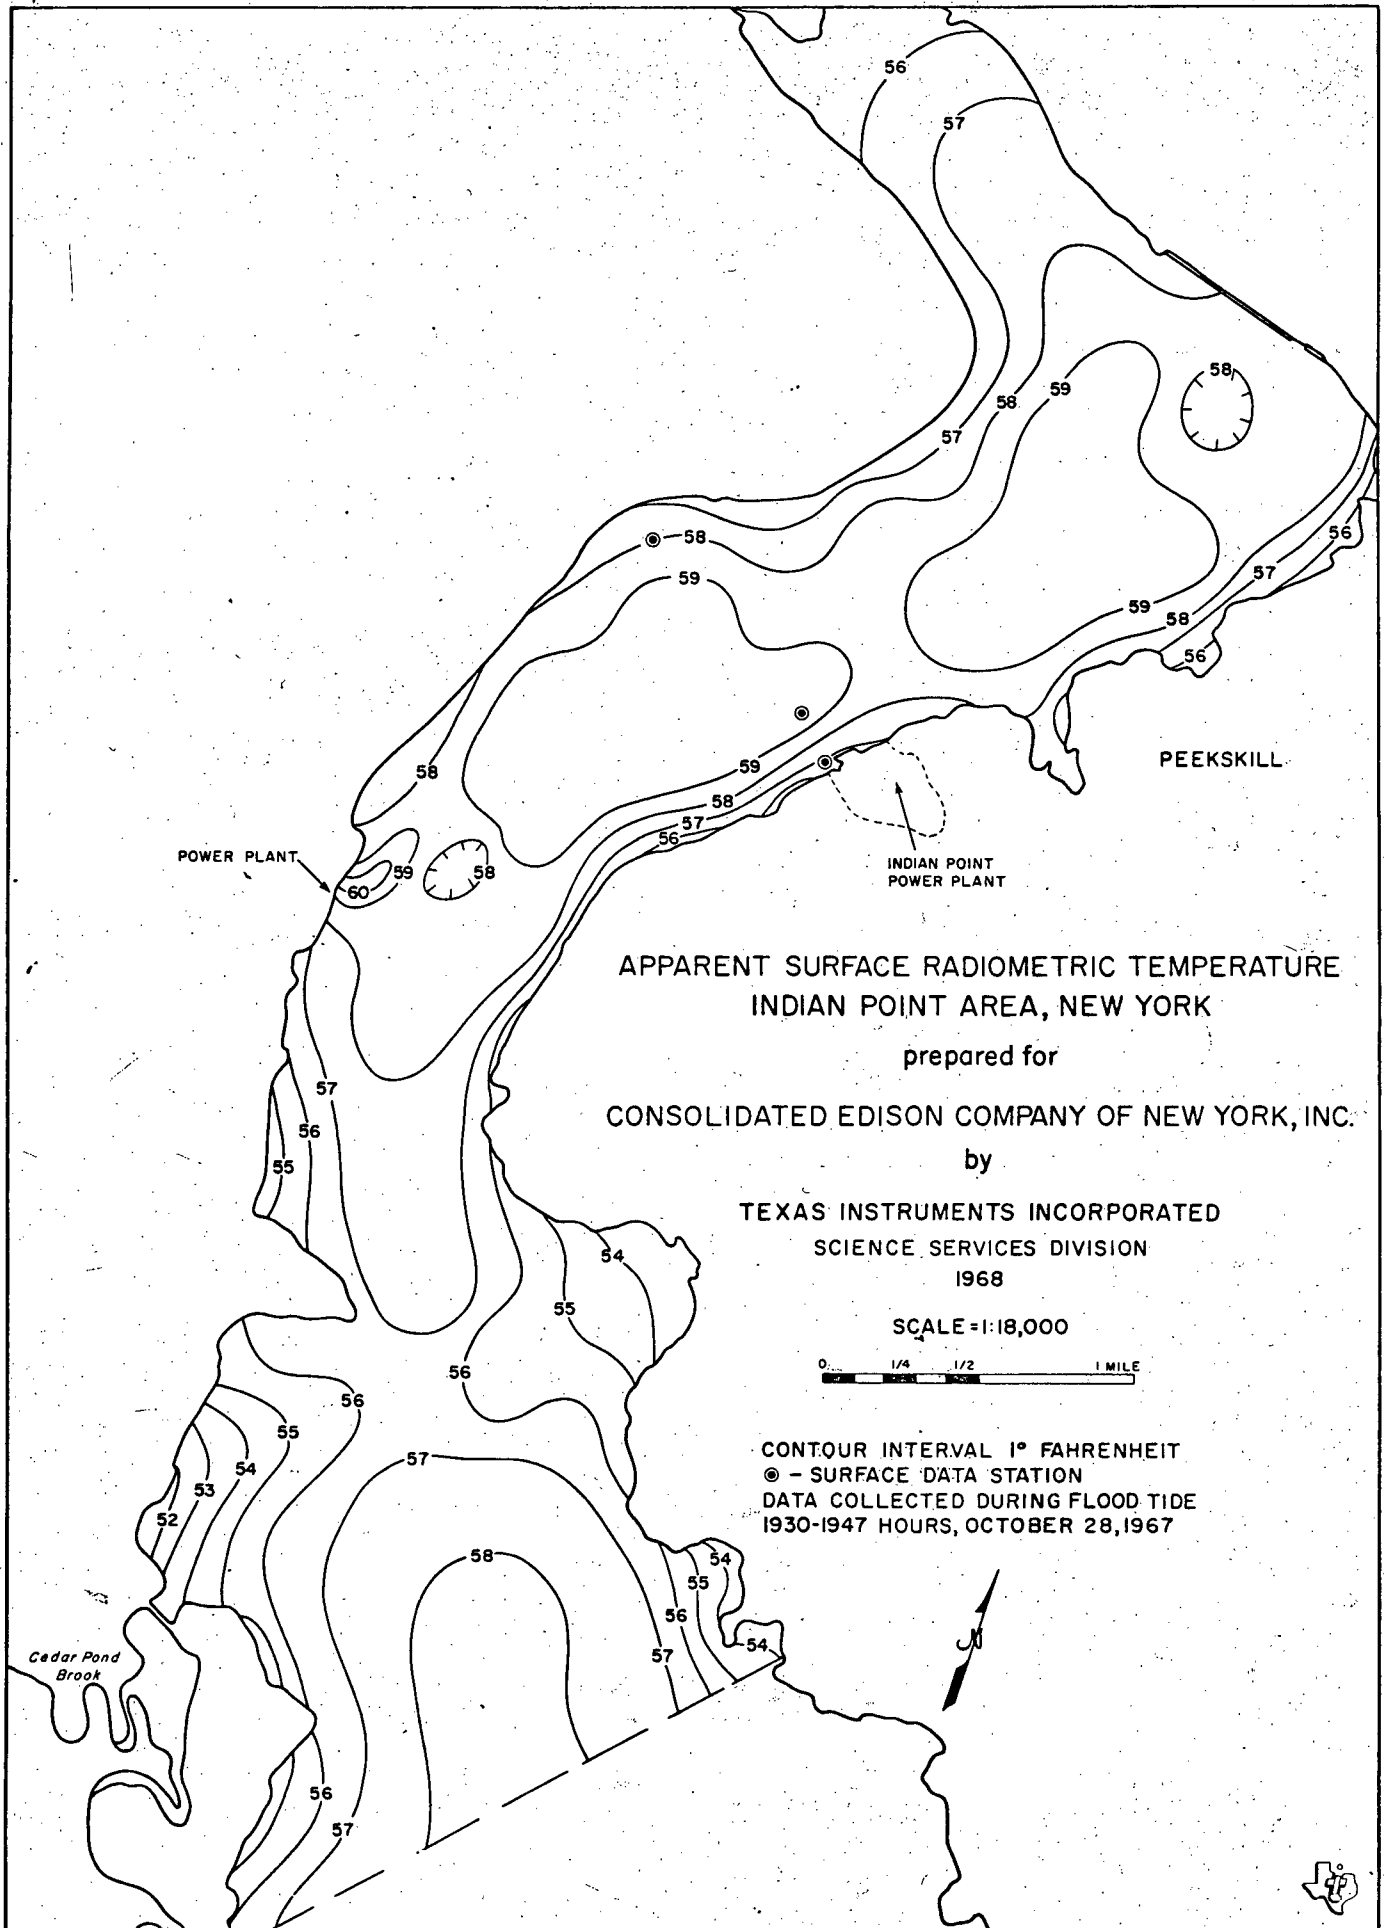 56
57
58
59
58
57
58
56
59
57
59
58
56
PEEKSKILL
59
58
58
57
56
POWER PLANT
59
58
60
INDIAN POINT
POWER PLANT
APPARENT SURFACE RADIOMETRIC TEMPERATURE
INDIAN POINT AREA, NEW YORK
prepared for
CONSOLIDATED EDISON COMPANY OF NEW YORK, INC.
by
TEXAS INSTRUMENTS INCORPORATED
SCIENCE SERVICES DIVISION
1968
SCALE = 1:18,000
0 1/4 1/2 1 MILE
57
56
55
54
55
56
56
55
57
54
53
52
CONTOUR INTERVAL 1° FAHRENHEIT
– SURFACE DATA STATION
DATA COLLECTED DURING FLOOD TIDE
1930-1947 HOURS, OCTOBER 28, 1967
58
54
55
56
54
57
N
Cedar Pond
Brook
56
57